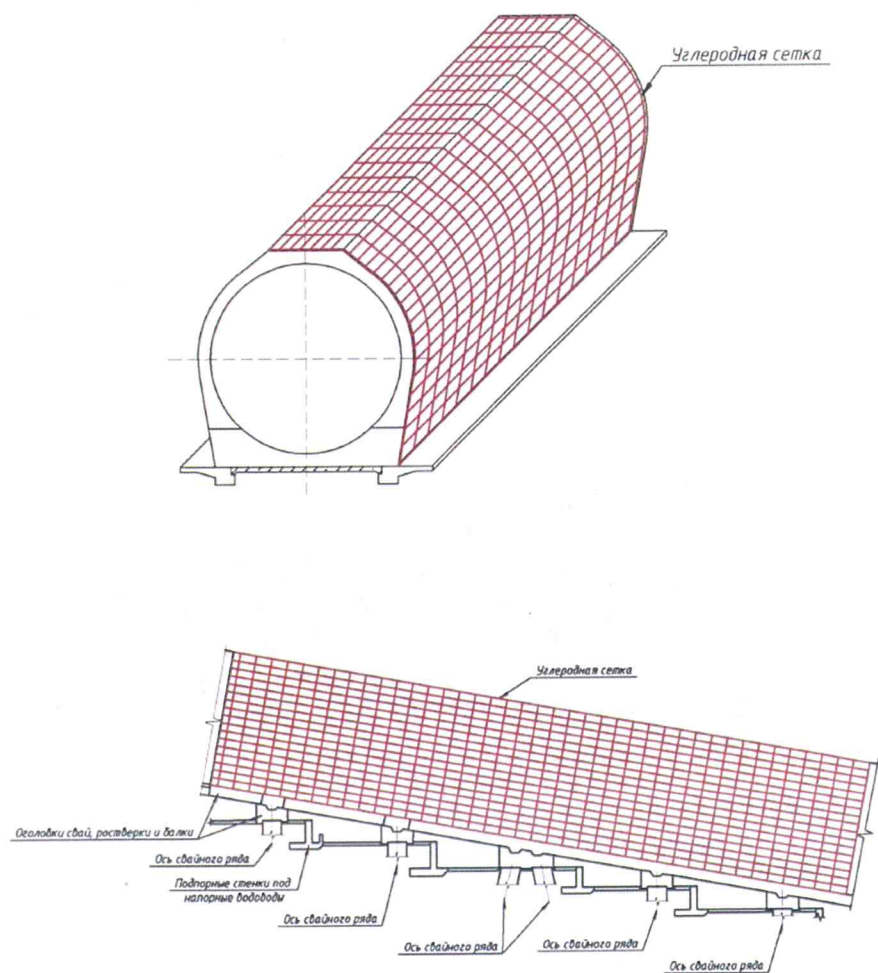 Углеродная сетка
Углеродная сетка
Оголовки свай, ростверки и балки
Ось свайного ряда
Подпорные стенки под
напорные водоводы
Ось свайного ряда
Ось свайного ряда
Ось свайного ряда
Ось свайного ряда